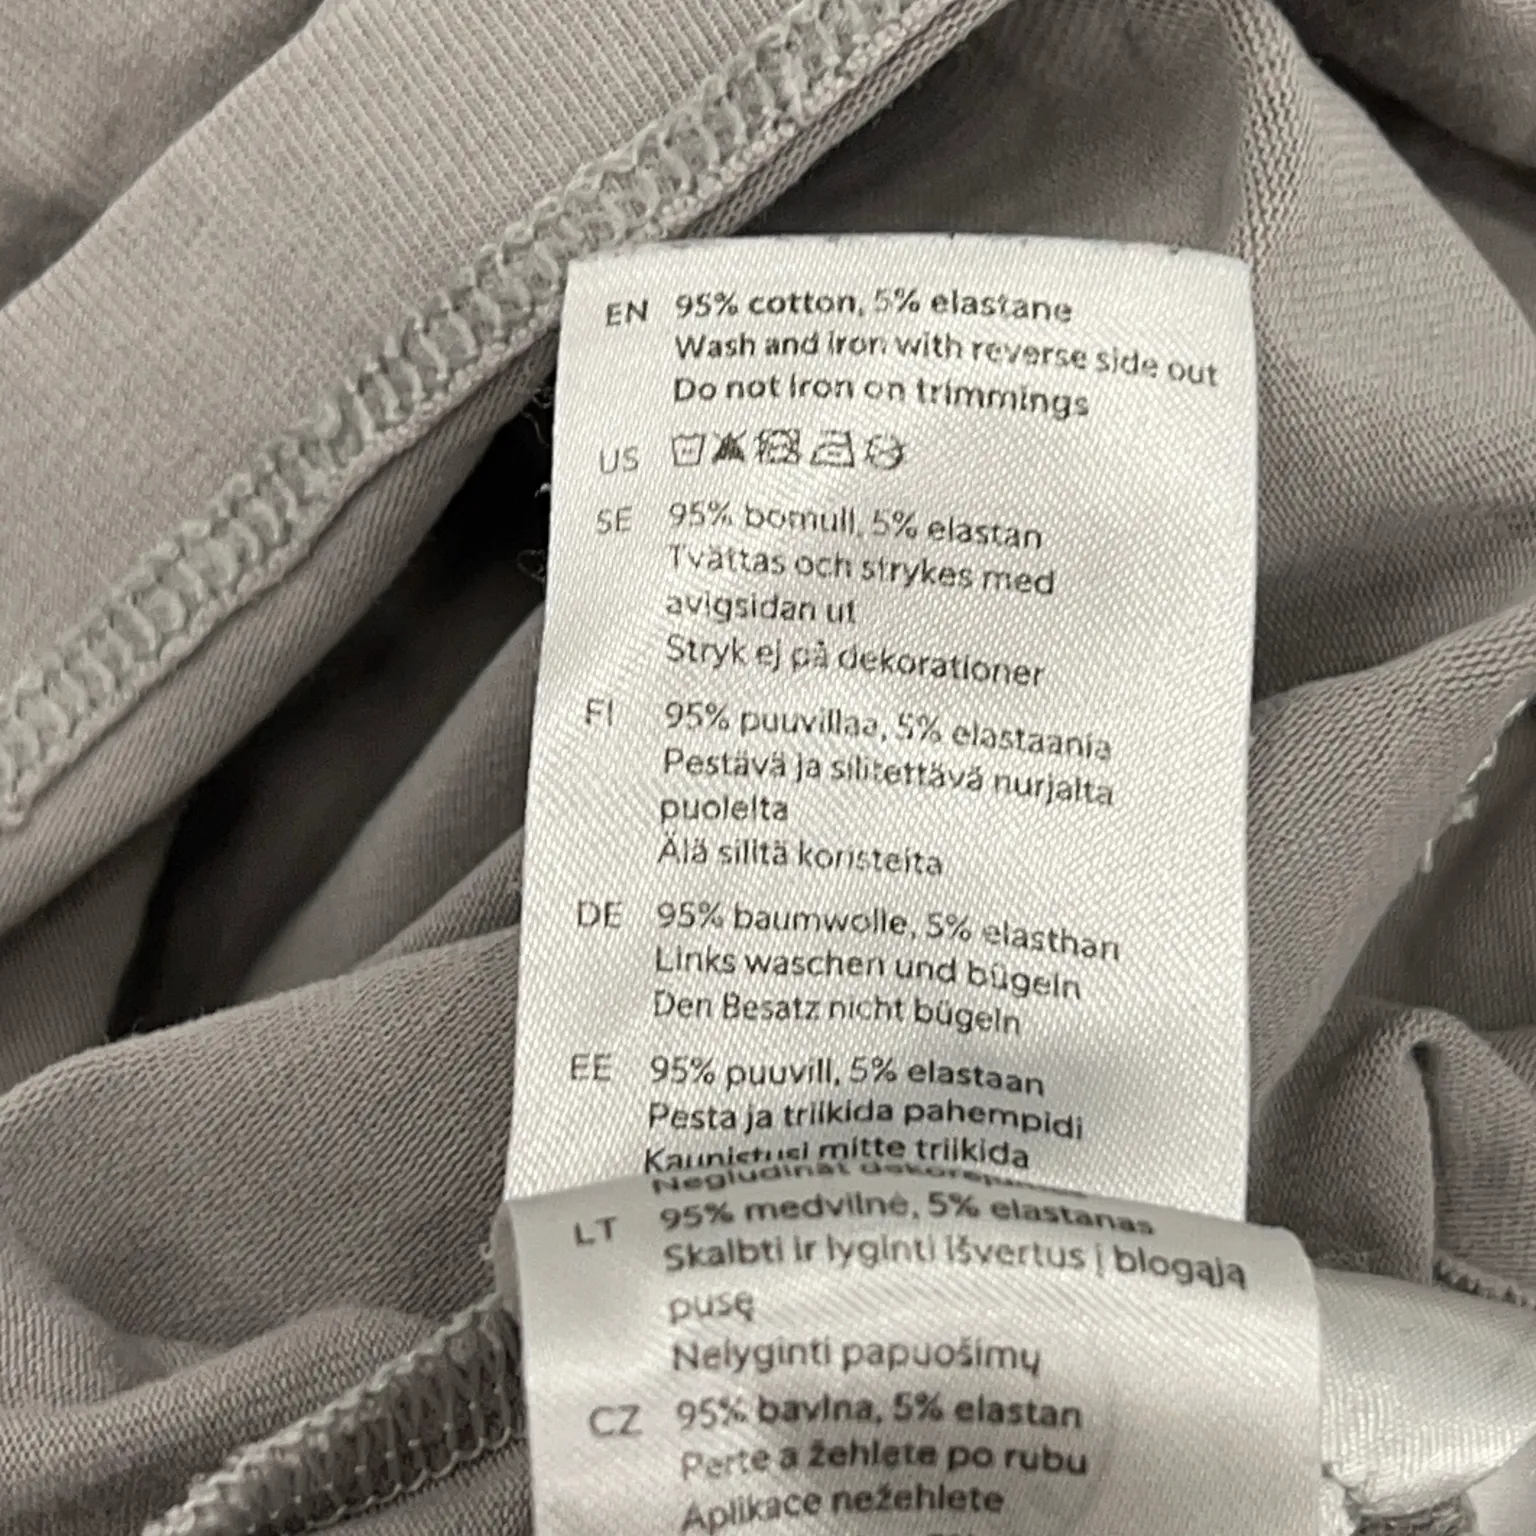 EN 95% cotton, 5% elastane
Wash and iron with reverse side out
Do not iron on trimmings
US
SE 95% bomull, 5% elastan
Tvättas och strykes med
avigsidan ut
Stryk ej på dekorationer
FI 95% puuvillaa, 5% elastaania
Pestävä ja silitettävä nurjalta
puolelta
Älä silitä koristeita
DE 95% baumwolle, 5% elasthan
Links waschen und bügeln
Den Besatz nicht bügeln
EE 95% puuvill, 5% elastaan
Pesta ja triikida pahempidi
Kaunistusi mitte triikida
Negludināt
LT 95% medvilnė, 5% elastanas
Skalbti ir lyginti išvertus į blogąją
pusę
Nelyginti papuošimų
CZ 95% bavlna, 5% elastan
Perte a žehlete po rubu
Aplikace nežehlete